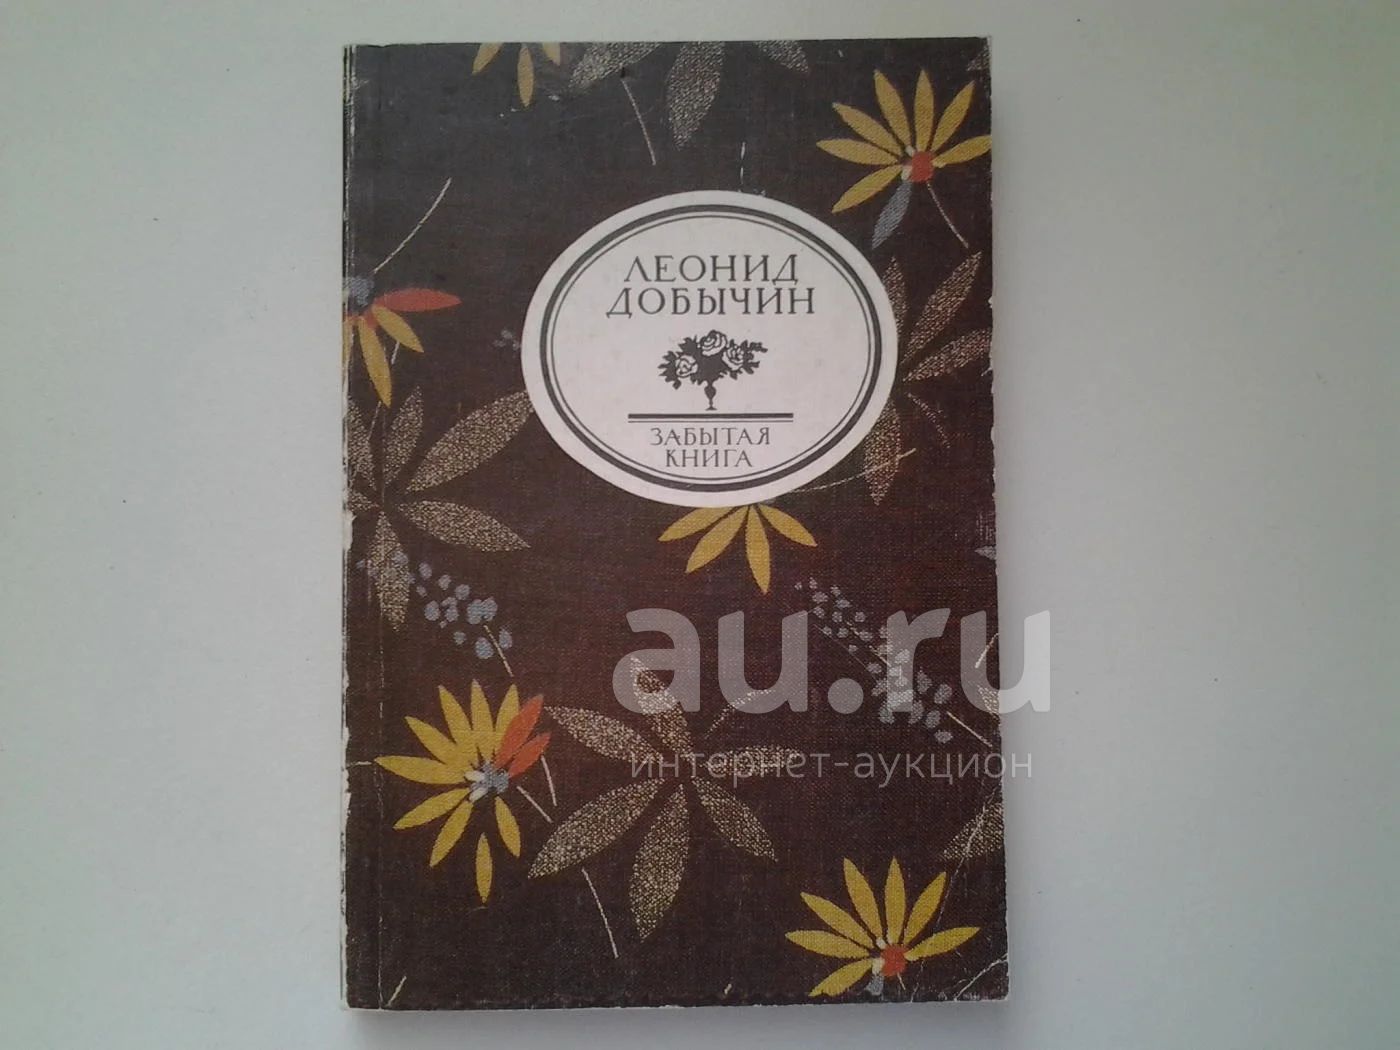 ЛЕОНИД
ДОБЫЧИН
ЗАБЫТАЯ
КНИГА
au.ru
интернет-аукцион